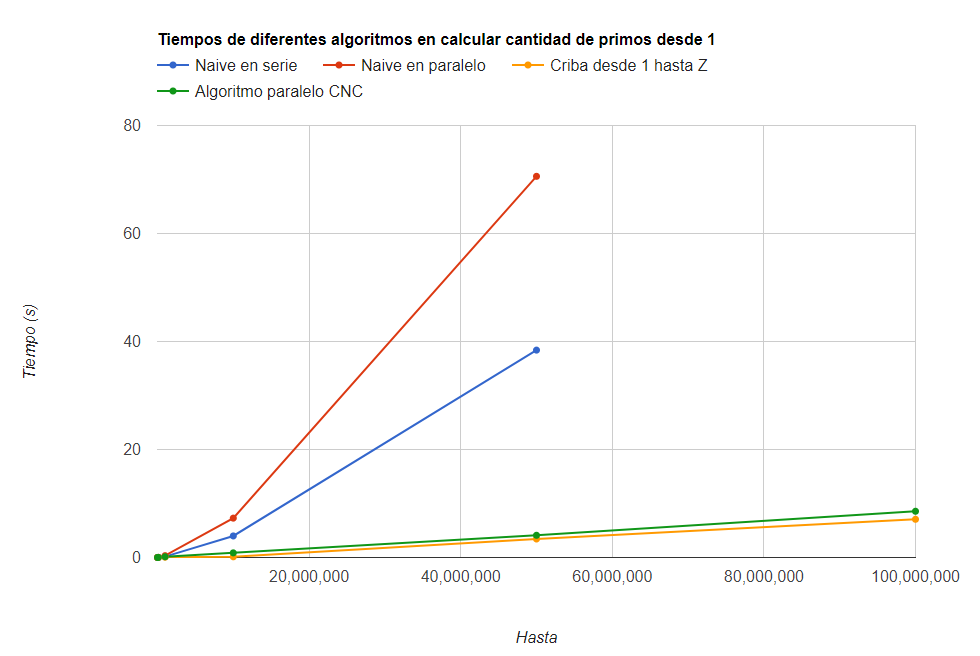 Tiempos de diferentes algoritmos en calcular cantidad de primos desde 1
Naive en serie
Naive en paralelo
Criba desde 1 hasta Z
Algoritmo paralelo CNC
80
60
40
20
0
Tiempo (s)
20,000,000
40,000,000
60,000,000
80,000,000
100,000,000
Hasta